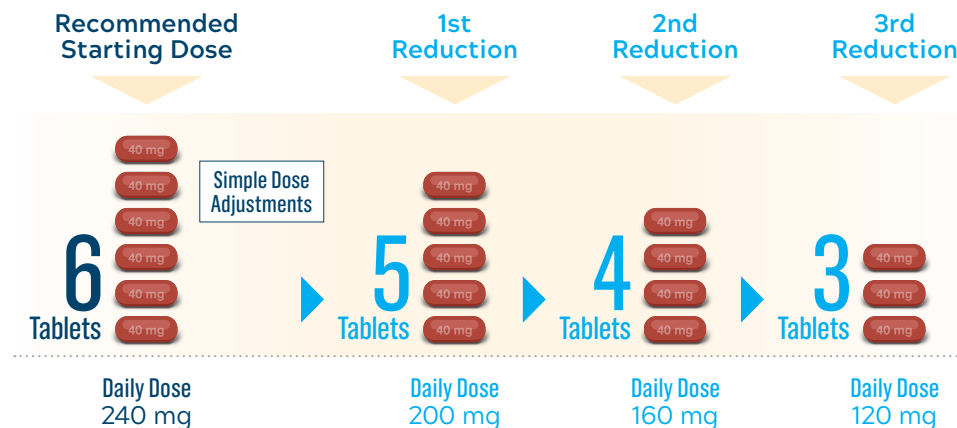 Recommended
Starting Dose
1st
Reduction
2nd
Reduction
3rd
Reduction
Simple Dose
Adjustments
40 mg
40 mg
40 mg
40 mg
40 mg
40 mg
6
Tablets
40 mg
40 mg
40 mg
40 mg
40 mg
5
Tablets
40 mg
40 mg
40 mg
40 mg
4
Tablets
40 mg
40 mg
40 mg
3
Tablets
Daily Dose
240 mg
Daily Dose
200 mg
Daily Dose
160 mg
Daily Dose
120 mg